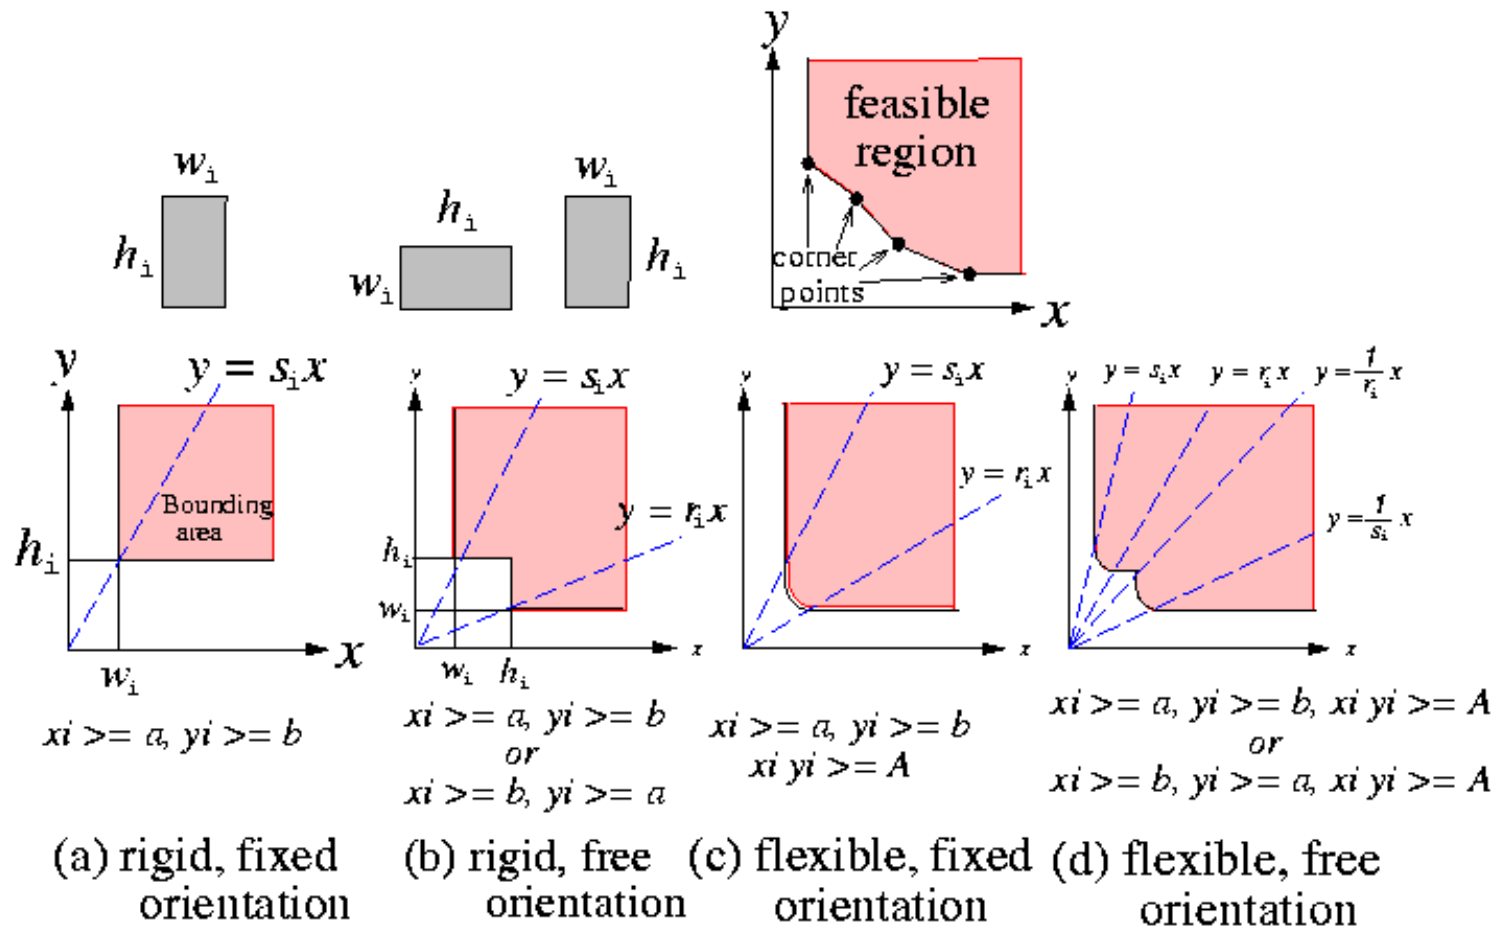 y
feasible
region
corner
points
x
w_i
h_i
h_i
w_i
w_i
h_i
y
y = s_i x
Bounding
area
h_i
w_i
x
xi >= a, yi >= b
(a) rigid, fixed
orientation
y
y = s_i x
y = r_i x
h_i
w_i
w_i
h_i
x
xi >= a, yi >= b
or
xi >= b, yi >= a
(b) rigid, free
orientation
y
y = s_i x
y = r_i x
x
xi >= a, yi >= b
xi yi >= A
(c) flexible, fixed
orientation
y
y = s_i x
y = r_i x
y = 1/r_i x
y = 1/s_i x
x
xi >= a, yi >= b, xi yi >= A
or
xi >= b, yi >= a, xi yi >= A
(d) flexible, free
orientation